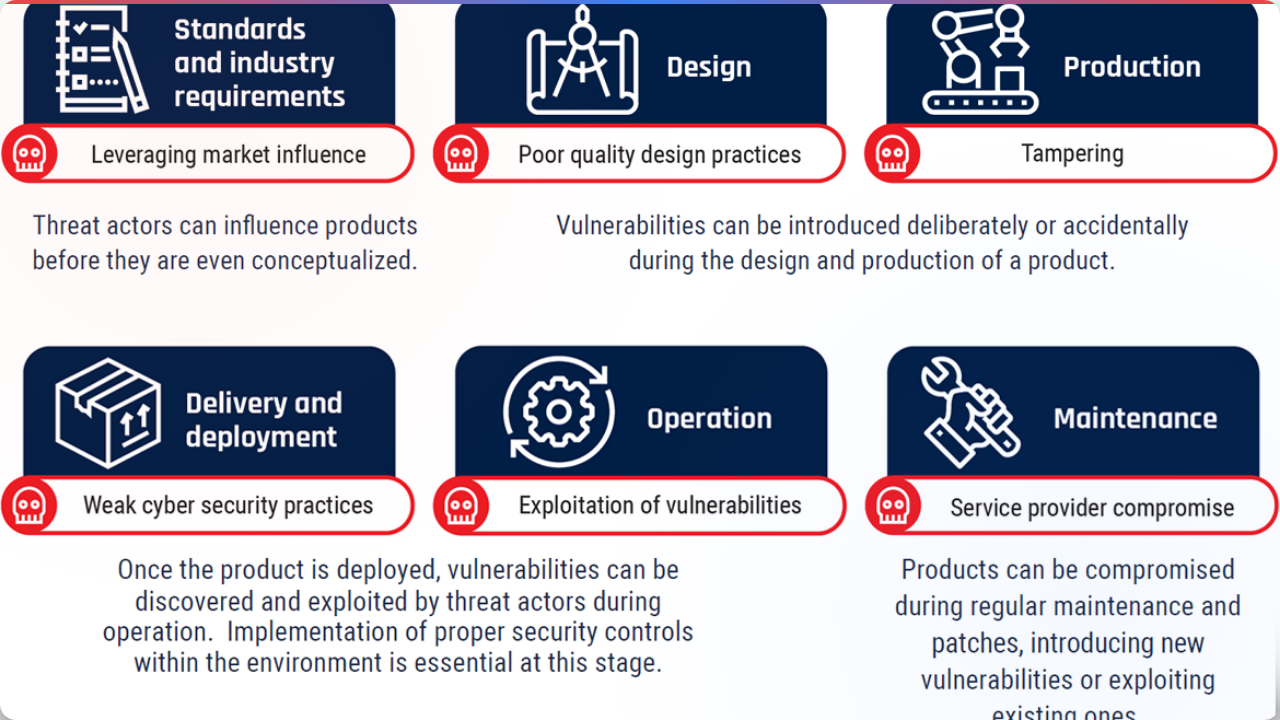 Standards
and industry
requirements
Design
Production
Leveraging market influence
Poor quality design practices
Tampering
Threat actors can influence products
before they are even conceptualized.
Vulnerabilities can be introduced deliberately or accidentally
during the design and production of a product.
Delivery and
deployment
Operation
Maintenance
Weak cyber security practices
Exploitation of vulnerabilities
Service provider compromise
Once the product is deployed, vulnerabilities can be
discovered and exploited by threat actors during
operation.  Implementation of proper security controls
within the environment is essential at this stage.
Products can be compromised
during regular maintenance and
patches, introducing new
vulnerabilities or exploiting
existing ones.